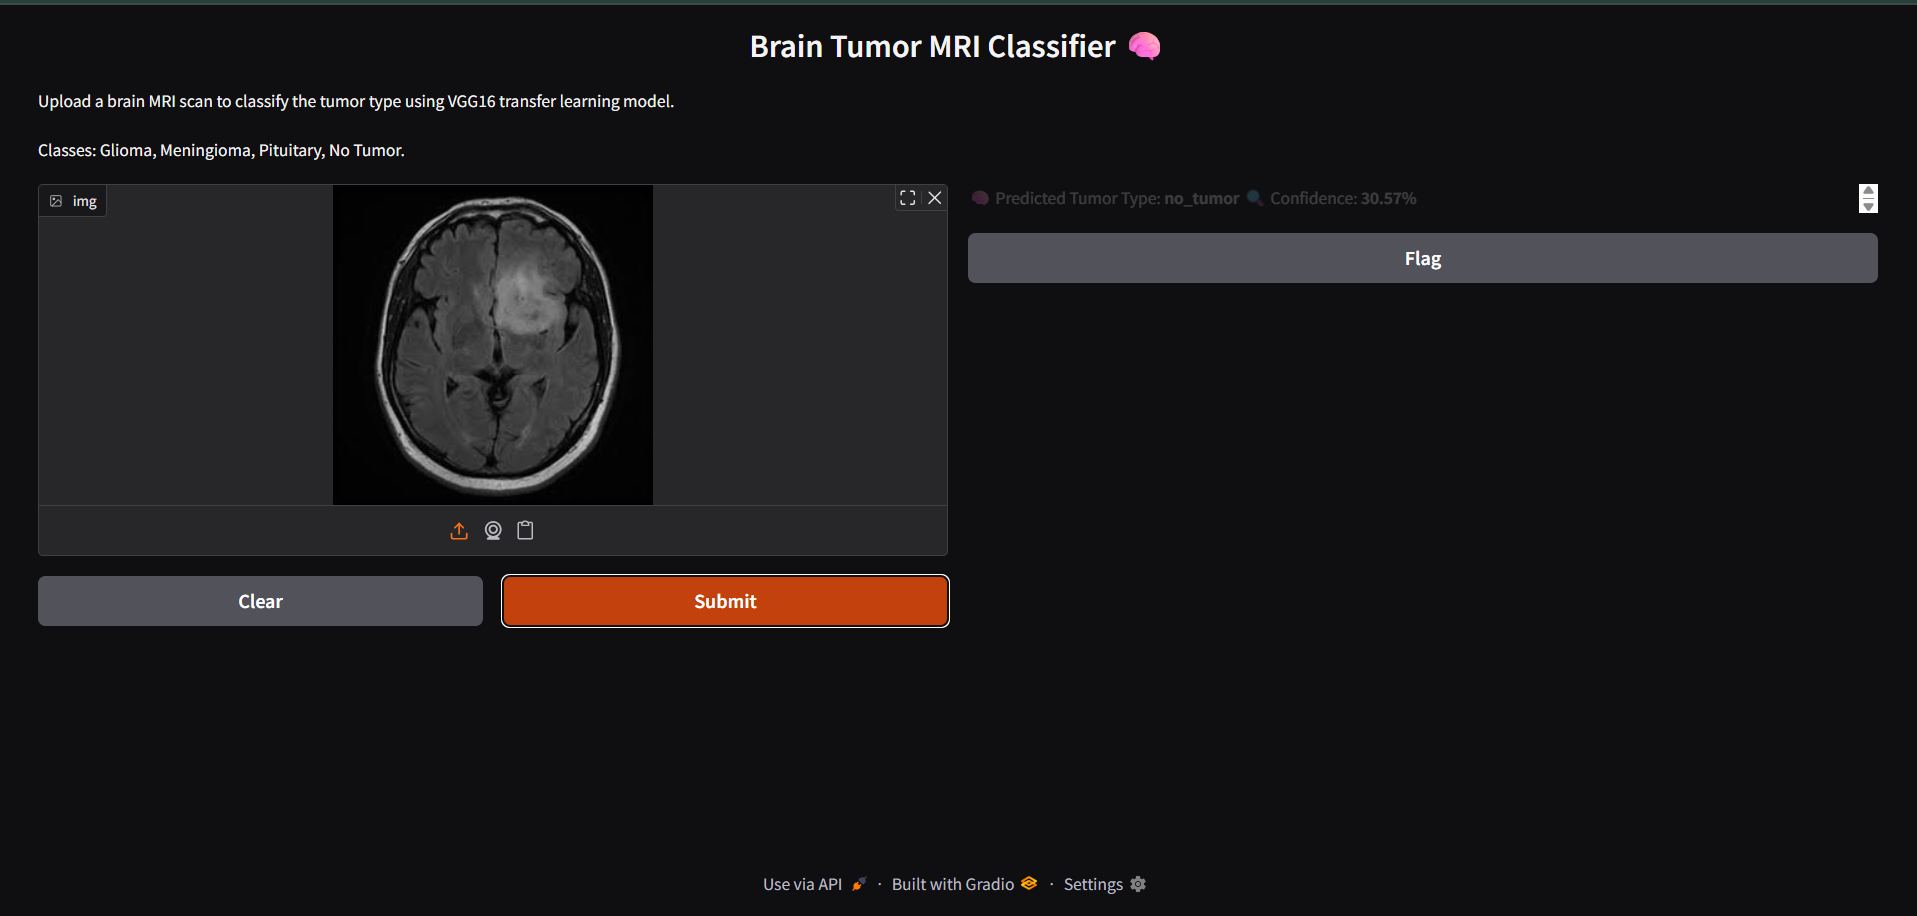 Brain Tumor MRI Classifier 🧠
Upload a brain MRI scan to classify the tumor type using VGG16 transfer learning model.
Classes: Glioma, Meningioma, Pituitary, No Tumor.
img
🧠 Predicted Tumor Type: no_tumor 🔍 Confidence: 30.57%
Flag
Clear
Submit
Use via API 🚀 · Built with Gradio · Settings ⚙️